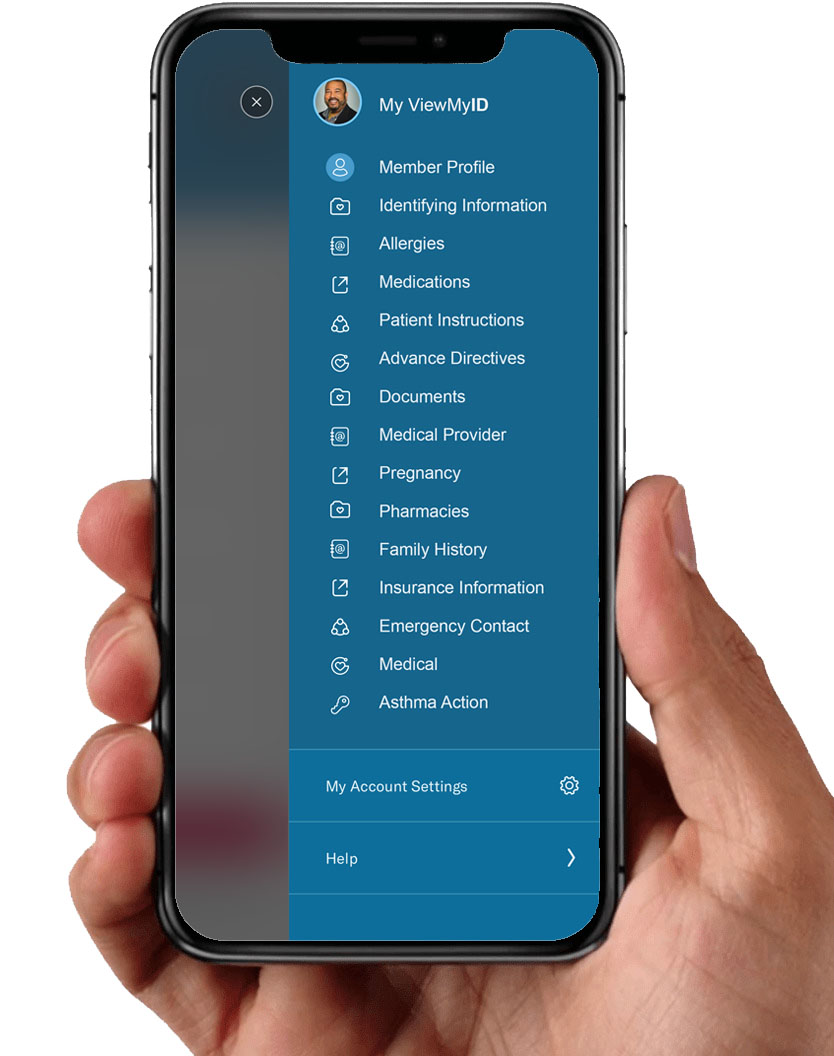 My ViewMyID
Member Profile
Identifying Information
Allergies
Medications
Patient Instructions
Advance Directives
Documents
Medical Provider
Pregnancy
Pharmacies
Family History
Insurance Information
Emergency Contact
Medical
Asthma Action
My Account Settings
Help